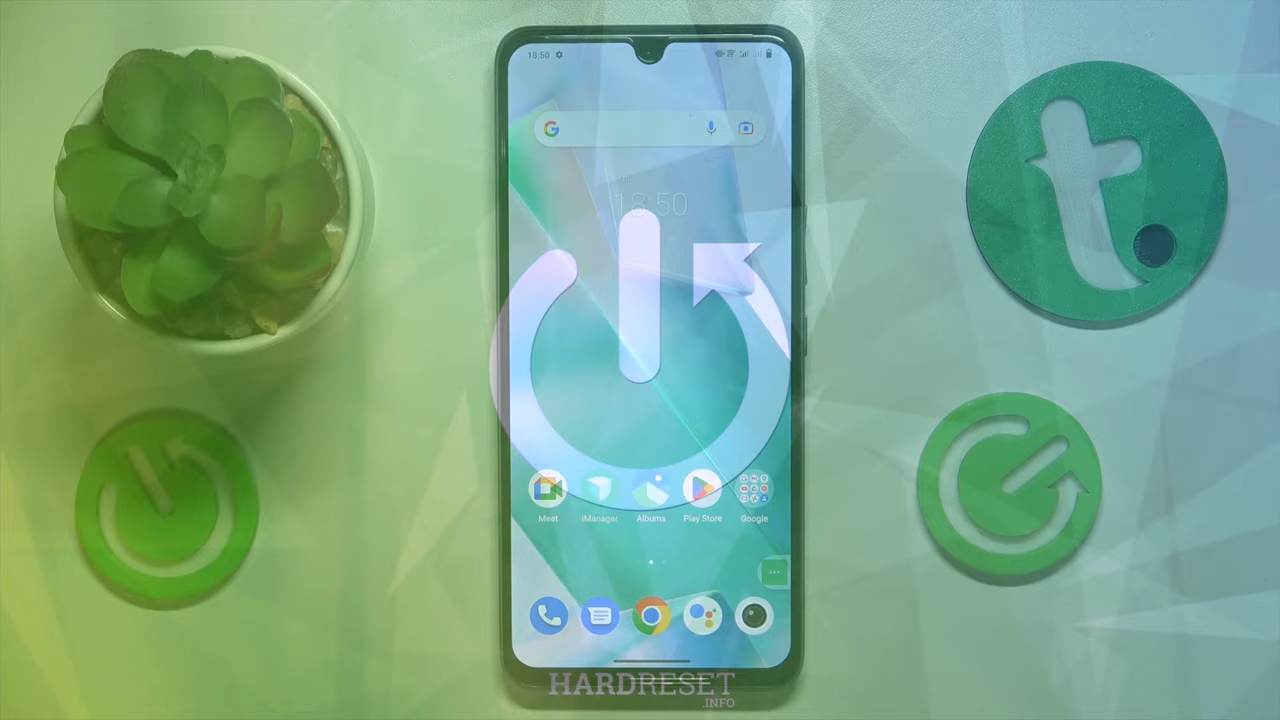 18:50
18:50
Meet
iManager
Albums
Play Store
Google
HARDRESET
.INFO